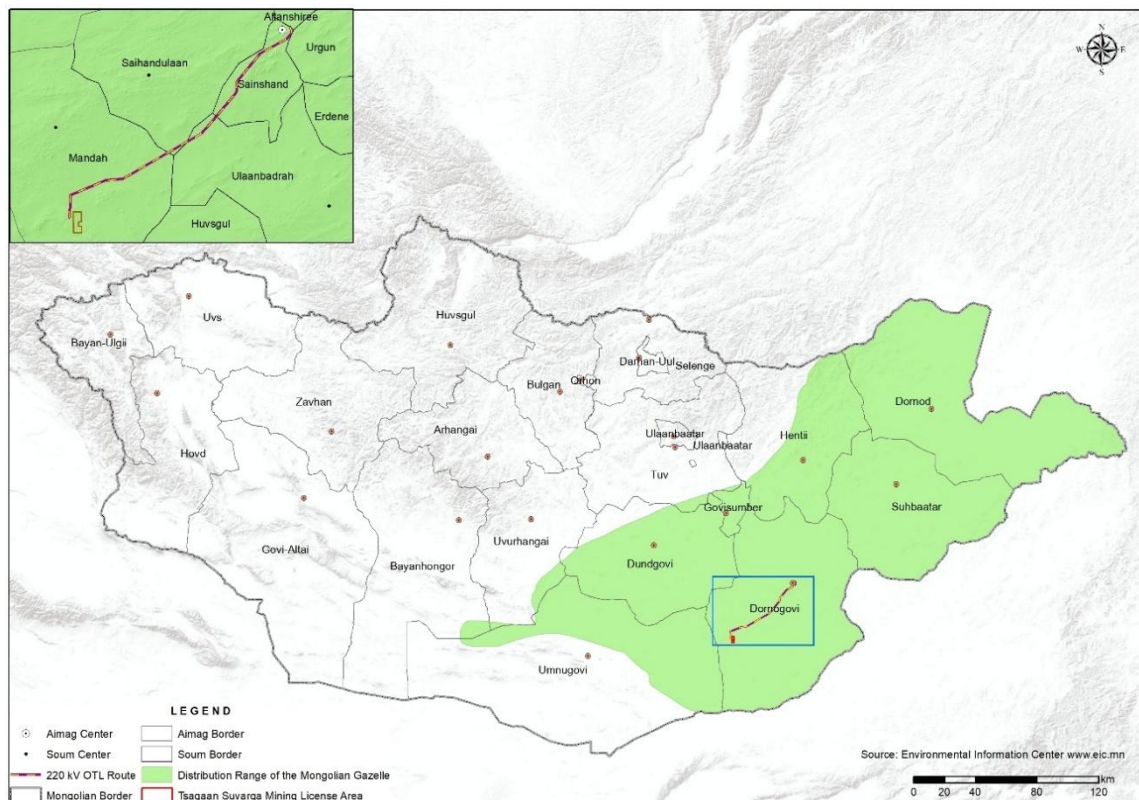 Altanshiree
Urgun
Saihandulaan
Sainshand
Erdene
Mandah
Ulaanbadrah
Huvsgul
N
W E
S
Uvs
Huvsgul
Bayan-Ulgii
Darhan-Uul
Selenge
Orhon
Bulgan
Zavhan
Dornod
Arhangai
Hentii
Ulaanbaatar
Ulaanbaatar
Hovd
Tuv
Suhbaatar
Govisumber
Uvurhangai
Govi-Altai
Dundgovi
Bayanhongor
Dornogovi
Umnugovi
LEGEND
Aimag Center
Aimag Border
Soum Center
Soum Border
220 kV OTL Route
Distribution Range of the Mongolian Gazelle
Mongolian Border
Tsagaan Suvarga Mining License Area
Source: Environmental Information Center www.eic.mn
km
0 20 40 80 120